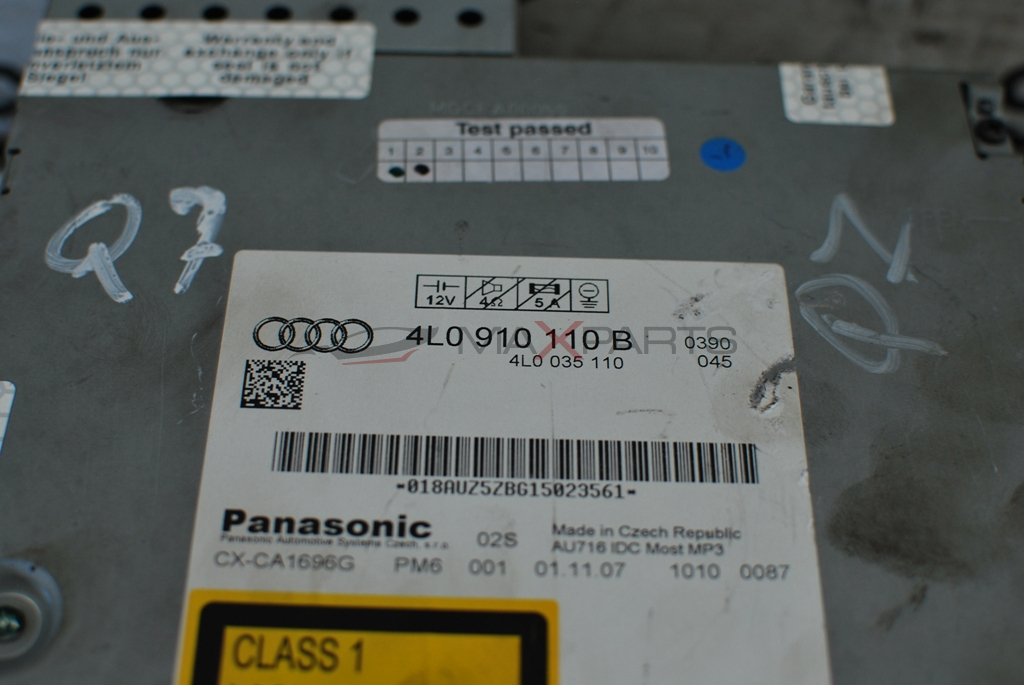 Warranty and
exchange only if
seal is not
damaged
Test passed
1 2 3 4 5 6 7 8 9 10
Q7
12V 4Ω 5A
4L0 910 110 B 0390
4L0 035 110 045
MAXPARTS
-018AUZ5ZBG15023561-
Panasonic
Panasonic Automotive Systems Czech, s.r.o.
02S
Made in Czech Republic
AU716 IDC Most MP3
CX-CA1696G PM6 001 01.11.07 1010 0087
CLASS 1